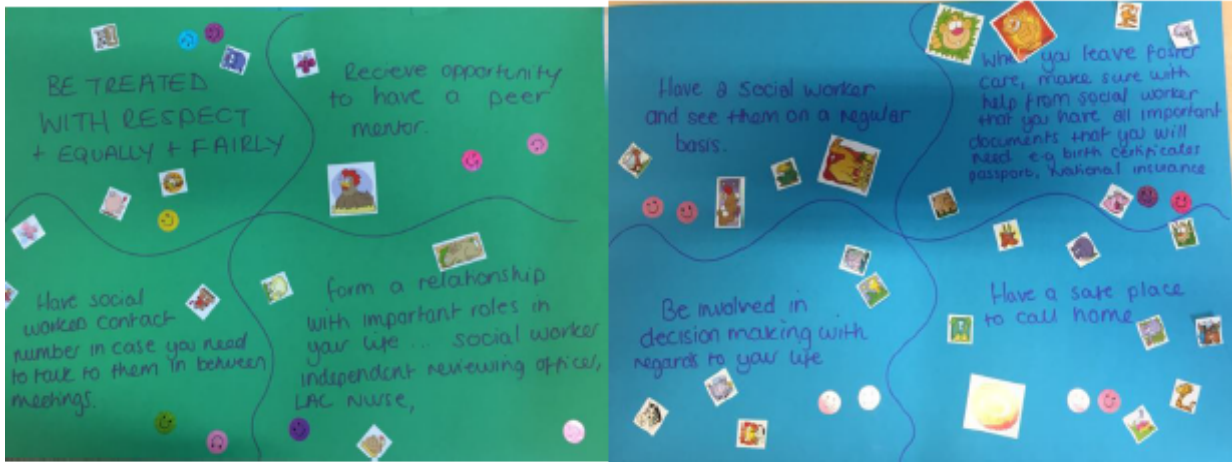 BE TREATED
WITH RESPECT
+ EQUALLY + FAIRLY
Recieve opportunity
to have a peer
mentor.
Have social
worker contact
number in case you need
to talk to them in between
meetings.
form a relationship
with important roles in
your life ... social worker
independent reviewing officer,
LAC Nurse,
Have a social worker
and see them on a regular
basis.
When you leave foster
care, make sure with
help from social worker
that you have all important
documents that you will
need e.g birth certificates
passport, national insurance
Be involved in
decision making with
regards to your life
Have a safe place
to call home